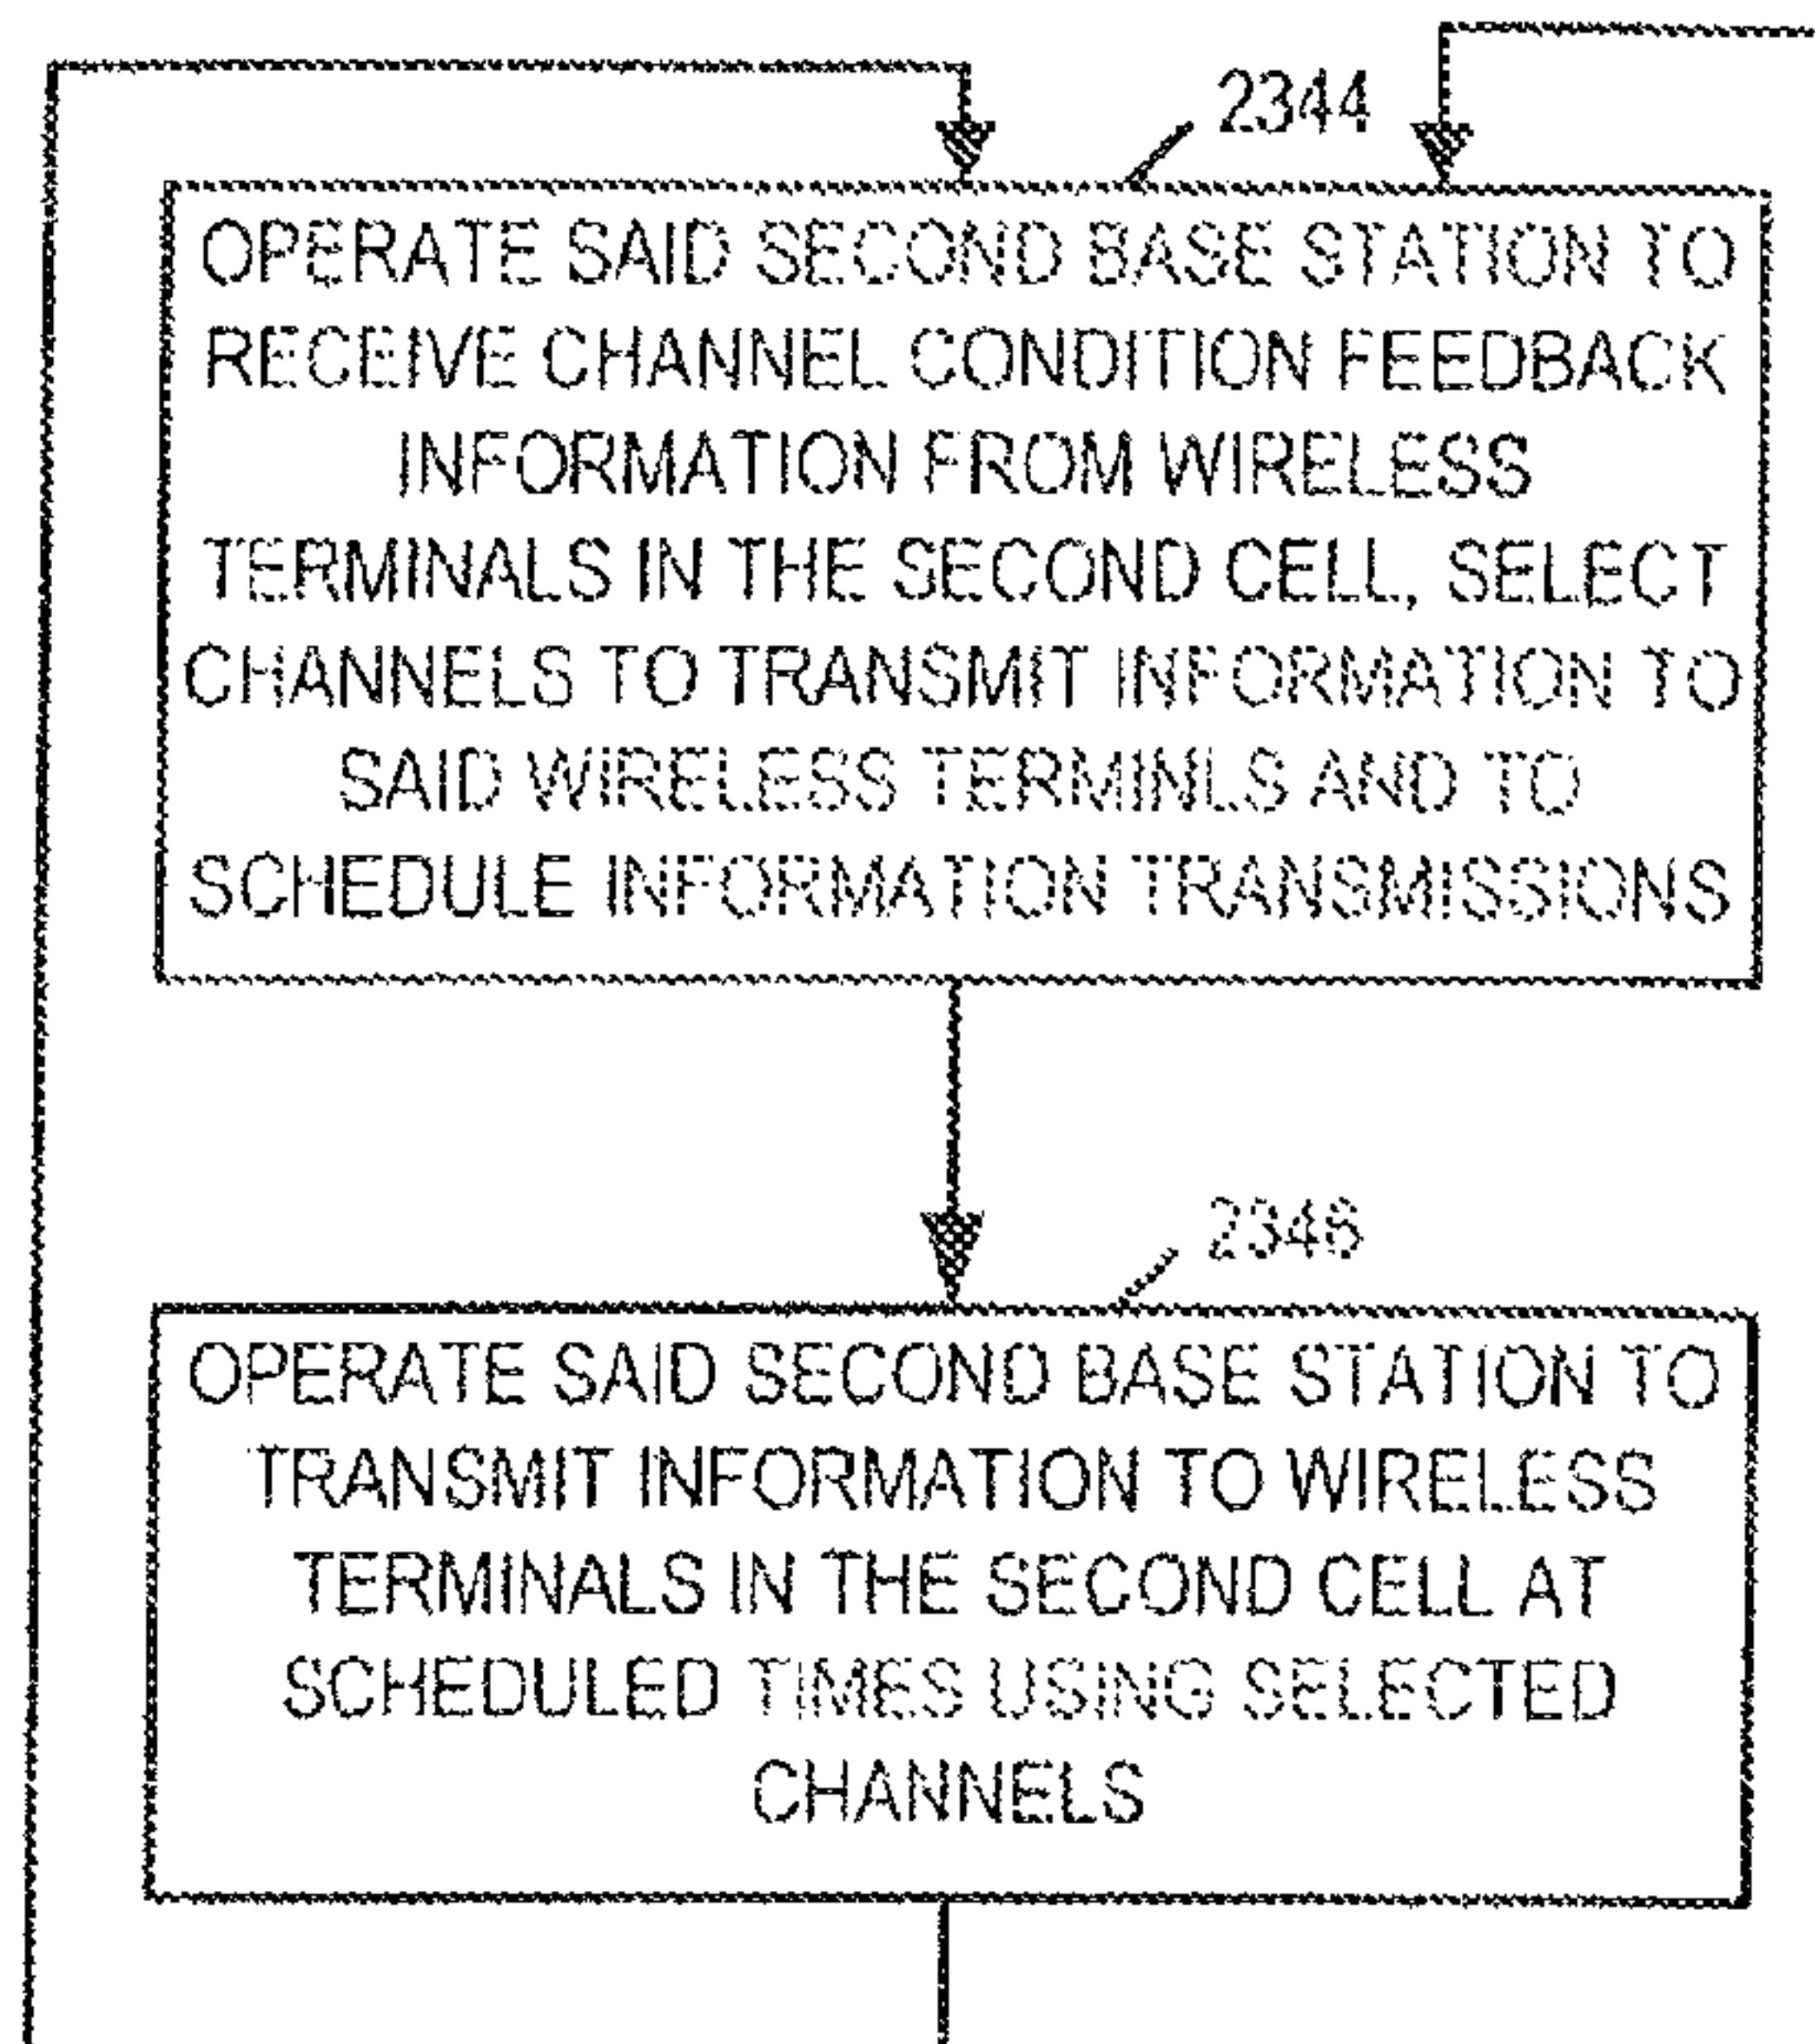 2344
OPERATE SAID SECOND BASE STATION TO
RECEIVE CHANNEL CONDITION FEEDBACK
INFORMATION FROM WIRELESS
TERMINALS IN THE SECOND CELL, SELECT
CHANNELS TO TRANSMIT INFORMATION TO
SAID WIRELESS TERMINLS AND TO
SCHEDULE INFORMATION TRANSMISSIONS
2346
OPERATE SAID SECOND BASE STATION TO
TRANSMIT INFORMATION TO WIRELESS
TERMINALS IN THE SECOND CELL AT
SCHEDULED TIMES USING SELECTED
CHANNELS